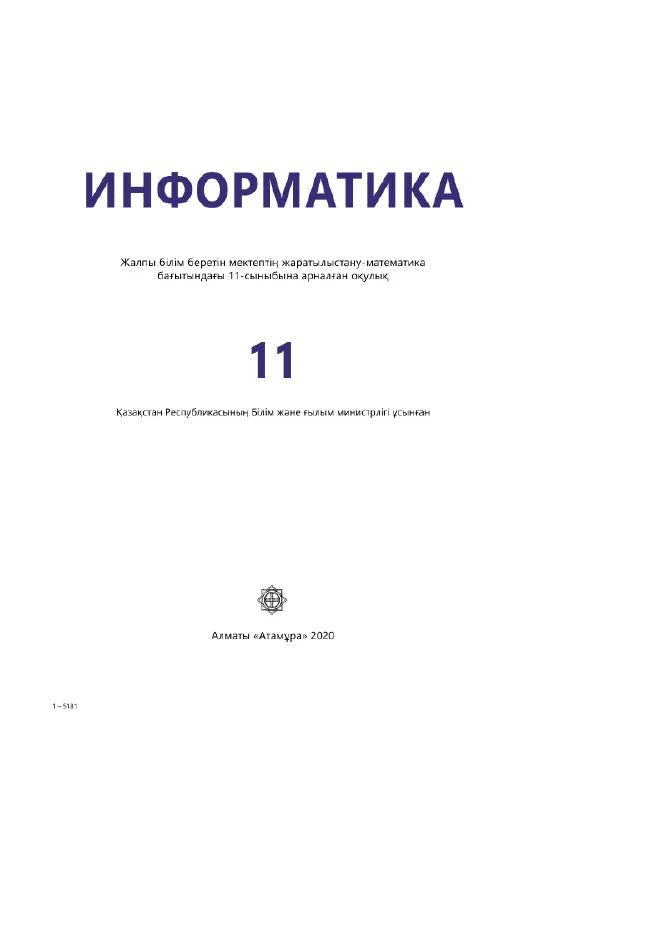 ИНФОРМАТИКА
Жалпы білім беретін мектептің жаратылыстану-математика
бағытындағы 11-сыныбына арналған оқулық
11
Қазақстан Республикасының Білім және ғылым министрлігі ұсынған
Алматы «Атамұра» 2020
1–5181